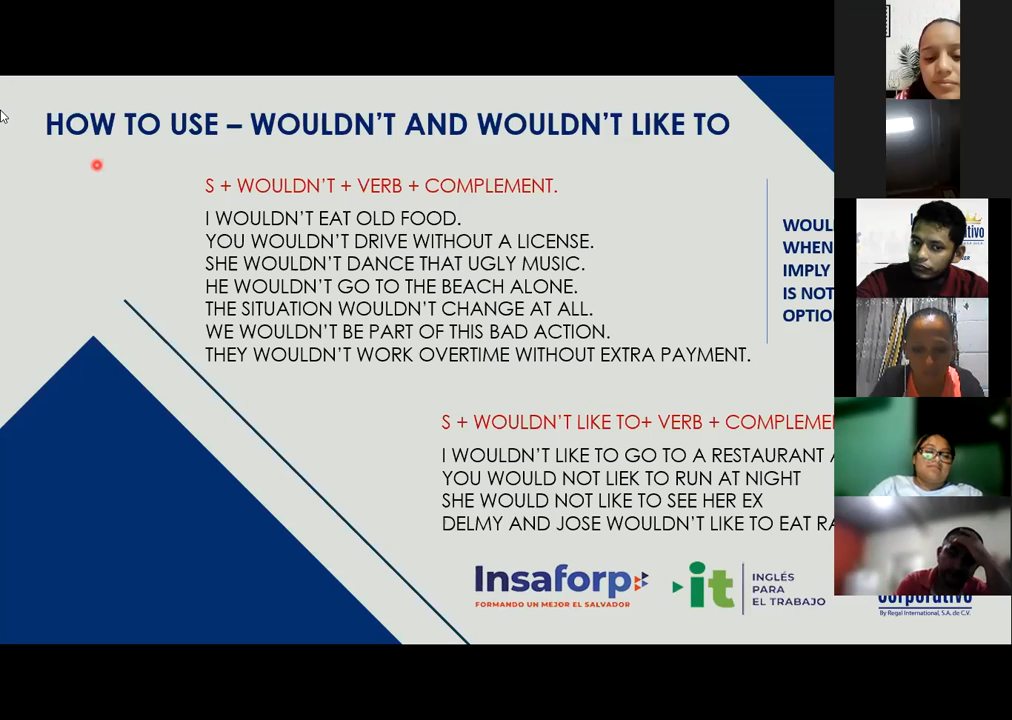 HOW TO USE – WOULDN'T AND WOULDN'T LIKE TO
S + WOULDN'T + VERB + COMPLEMENT.
I WOULDN'T EAT OLD FOOD.
YOU WOULDN'T DRIVE WITHOUT A LICENSE.
SHE WOULDN'T DANCE THAT UGLY MUSIC.
HE WOULDN'T GO TO THE BEACH ALONE.
THE SITUATION WOULDN'T CHANGE AT ALL.
WE WOULDN'T BE PART OF THIS BAD ACTION.
THEY WOULDN'T WORK OVERTIME WITHOUT EXTRA PAYMENT.
WOUL
WHEN
IMPLY
IS NOT
OPTIO
S + WOULDN'T LIKE TO+ VERB + COMPLEME
I WOULDN'T LIKE TO GO TO A RESTAURANT
YOU WOULD NOT LIEK TO RUN AT NIGHT
SHE WOULD NOT LIKE TO SEE HER EX
DELMY AND JOSE WOULDN'T LIKE TO EAT RA
Insaforp
FORMANDO UN MEJOR EL SALVADOR
it
INGLÉS
PARA
EL TRABAJO
Corporativo
By Regal International, S.A. de C.V.